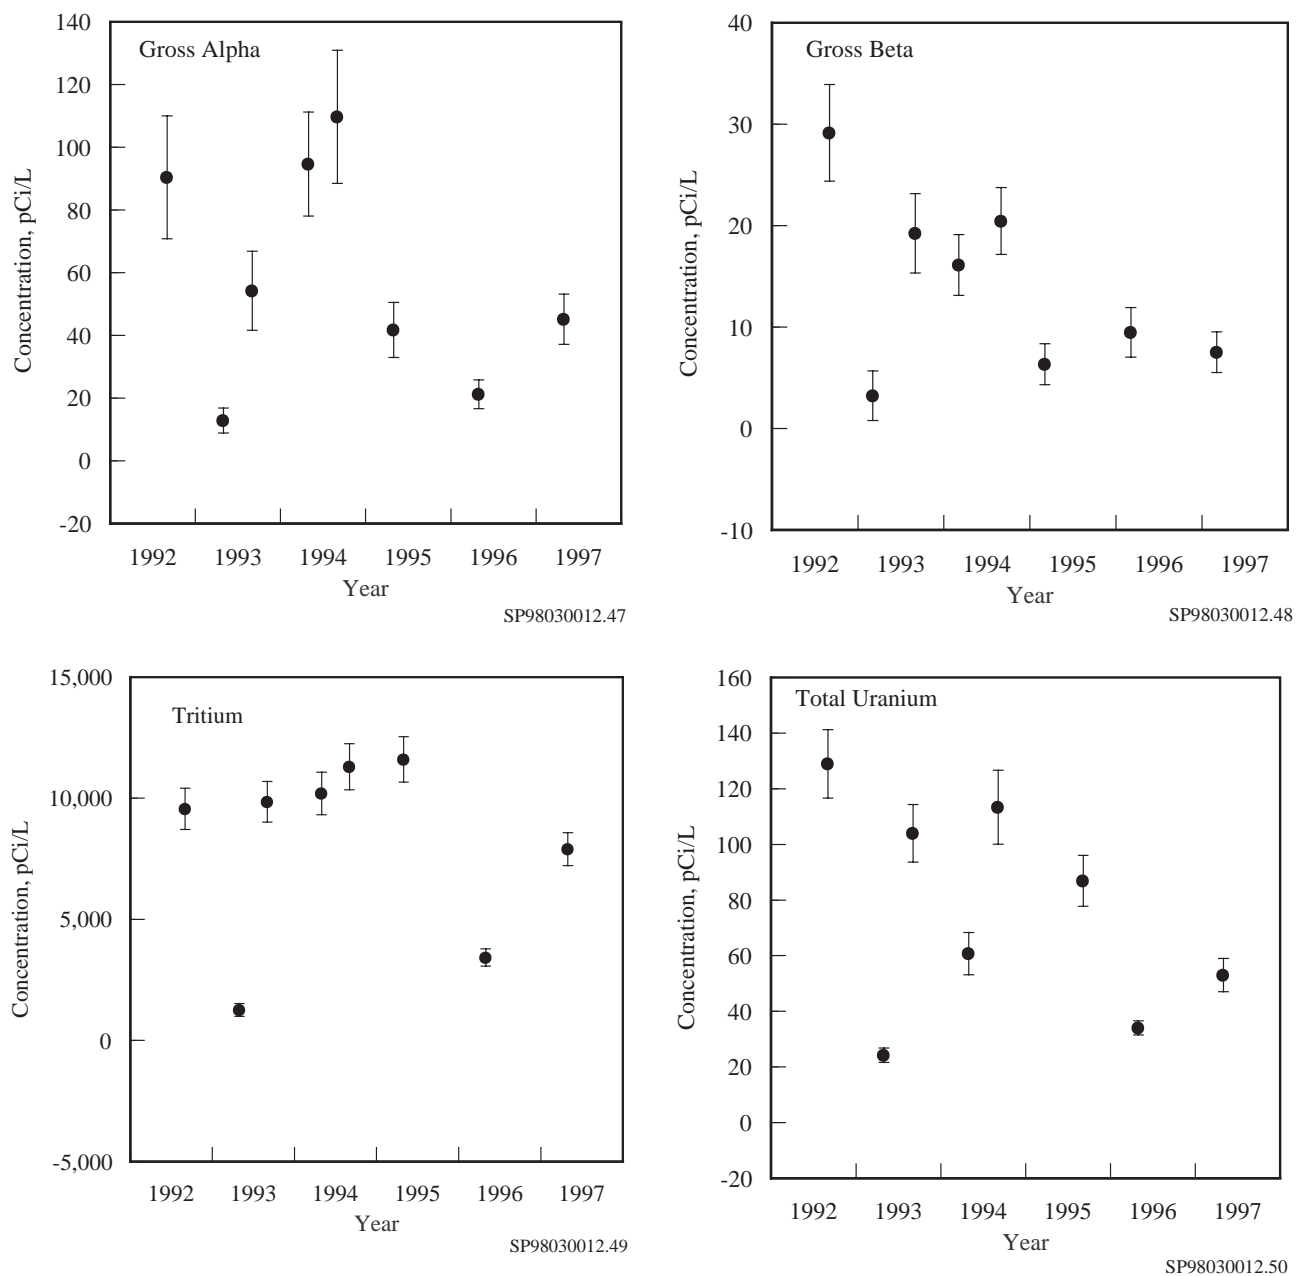 Gross Alpha
Concentration, pCi/L
140
120
100
80
60
40
20
0
-20
1992 1993 1994 1995 1996 1997
Year
SP98030012.47
Gross Beta
Concentration, pCi/L
40
30
20
10
0
-10
1992 1993 1994 1995 1996 1997
Year
SP98030012.48
Tritium
Concentration, pCi/L
15,000
10,000
5,000
0
-5,000
1992 1993 1994 1995 1996 1997
Year
SP98030012.49
Total Uranium
Concentration, pCi/L
160
140
120
100
80
60
40
20
0
-20
1992 1993 1994 1995 1996 1997
Year
SP98030012.50